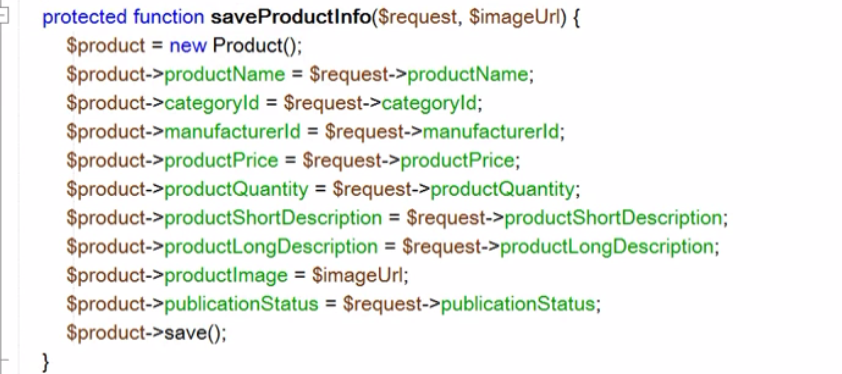 protected function saveProductInfo($request, $imageUrl) {
$product = new Product();
$product->productName = $request->productName;
$product->categoryId = $request->categoryId;
$product->manufacturerId = $request->manufacturerId;
$product->productPrice = $request->productPrice;
$product->productQuantity = $request->productQuantity;
$product->productShortDescription = $request->productShortDescription;
$product->productLongDescription = $request->productLongDescription;
$product->productImage = $imageUrl;
$product->publicationStatus = $request->publicationStatus;
$product->save();
}